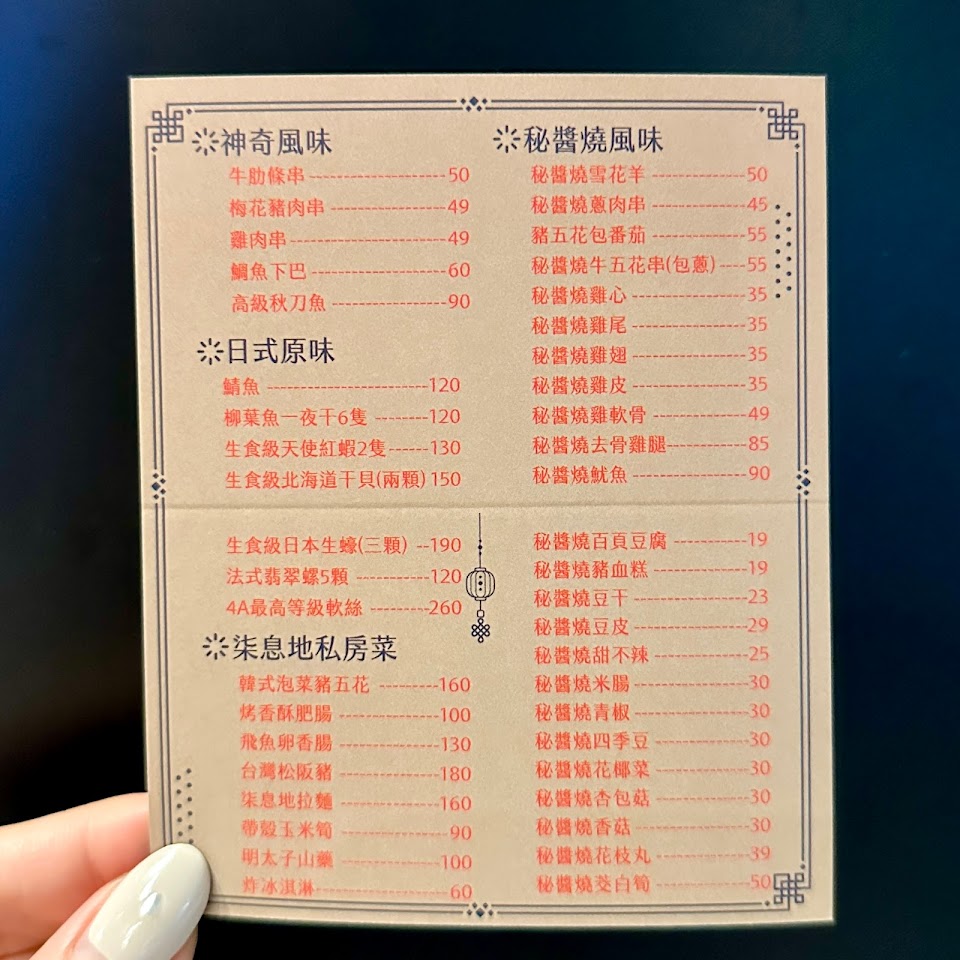 神奇風味
牛肋條串 50
梅花豬肉串 49
雞肉串 49
鯛魚下巴 60
高級秋刀魚 90
日式原味
鯖魚 120
柳葉魚一夜干6隻 120
生食級天使紅蝦2隻 130
生食級北海道干貝(兩顆) 150
生食級日本生蠔(三顆) 190
法式翡翠螺5顆 120
4A最高等級軟絲 260
柒息地私房菜
韓式泡菜豬五花 160
烤香酥肥腸 100
飛魚卵香腸 130
台灣松阪豬 180
柒息地拉麵 160
帶殼玉米筍 90
明太子山藥 100
炸冰淇淋 60
秘醬燒風味
秘醬燒雪花羊 50
秘醬燒蔥肉串 45
豬五花包番茄 55
秘醬燒牛五花串(包蔥) 55
秘醬燒雞心 35
秘醬燒雞尾 35
秘醬燒雞翅 35
秘醬燒雞皮 35
秘醬燒雞軟骨 49
秘醬燒去骨雞腿 85
秘醬燒魷魚 90
秘醬燒百頁豆腐 19
秘醬燒豬血糕 19
秘醬燒豆干 23
秘醬燒豆皮 29
秘醬燒甜不辣 25
秘醬燒米腸 30
秘醬燒青椒 30
秘醬燒四季豆 30
秘醬燒花椰菜 30
秘醬燒杏包菇 30
秘醬燒香菇 30
秘醬燒花枝丸 39
秘醬燒茭白筍 50